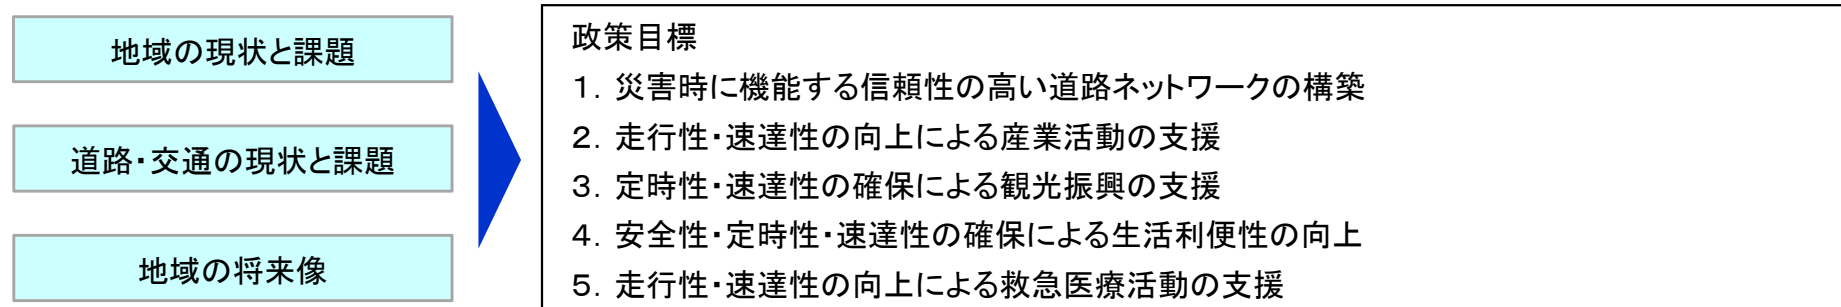 地域の現状と課題
道路・交通の現状と課題
地域の将来像
政策目標
１．災害時に機能する信頼性の高い道路ネットワークの構築
２．走行性・速達性の向上による産業活動の支援
３．定時性・速達性の確保による観光振興の支援
４．安全性・定時性・速達性の確保による生活利便性の向上
５．走行性・速達性の向上による救急医療活動の支援